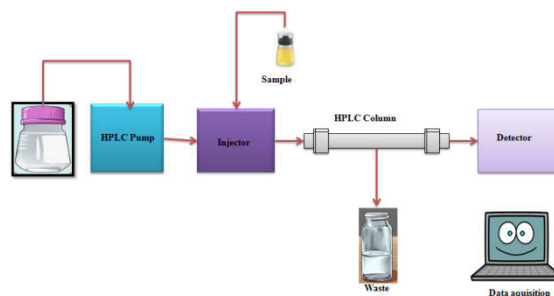 Sample
HPLC Pump
Injector
HPLC Column
Detector
Waste
Data aquisition